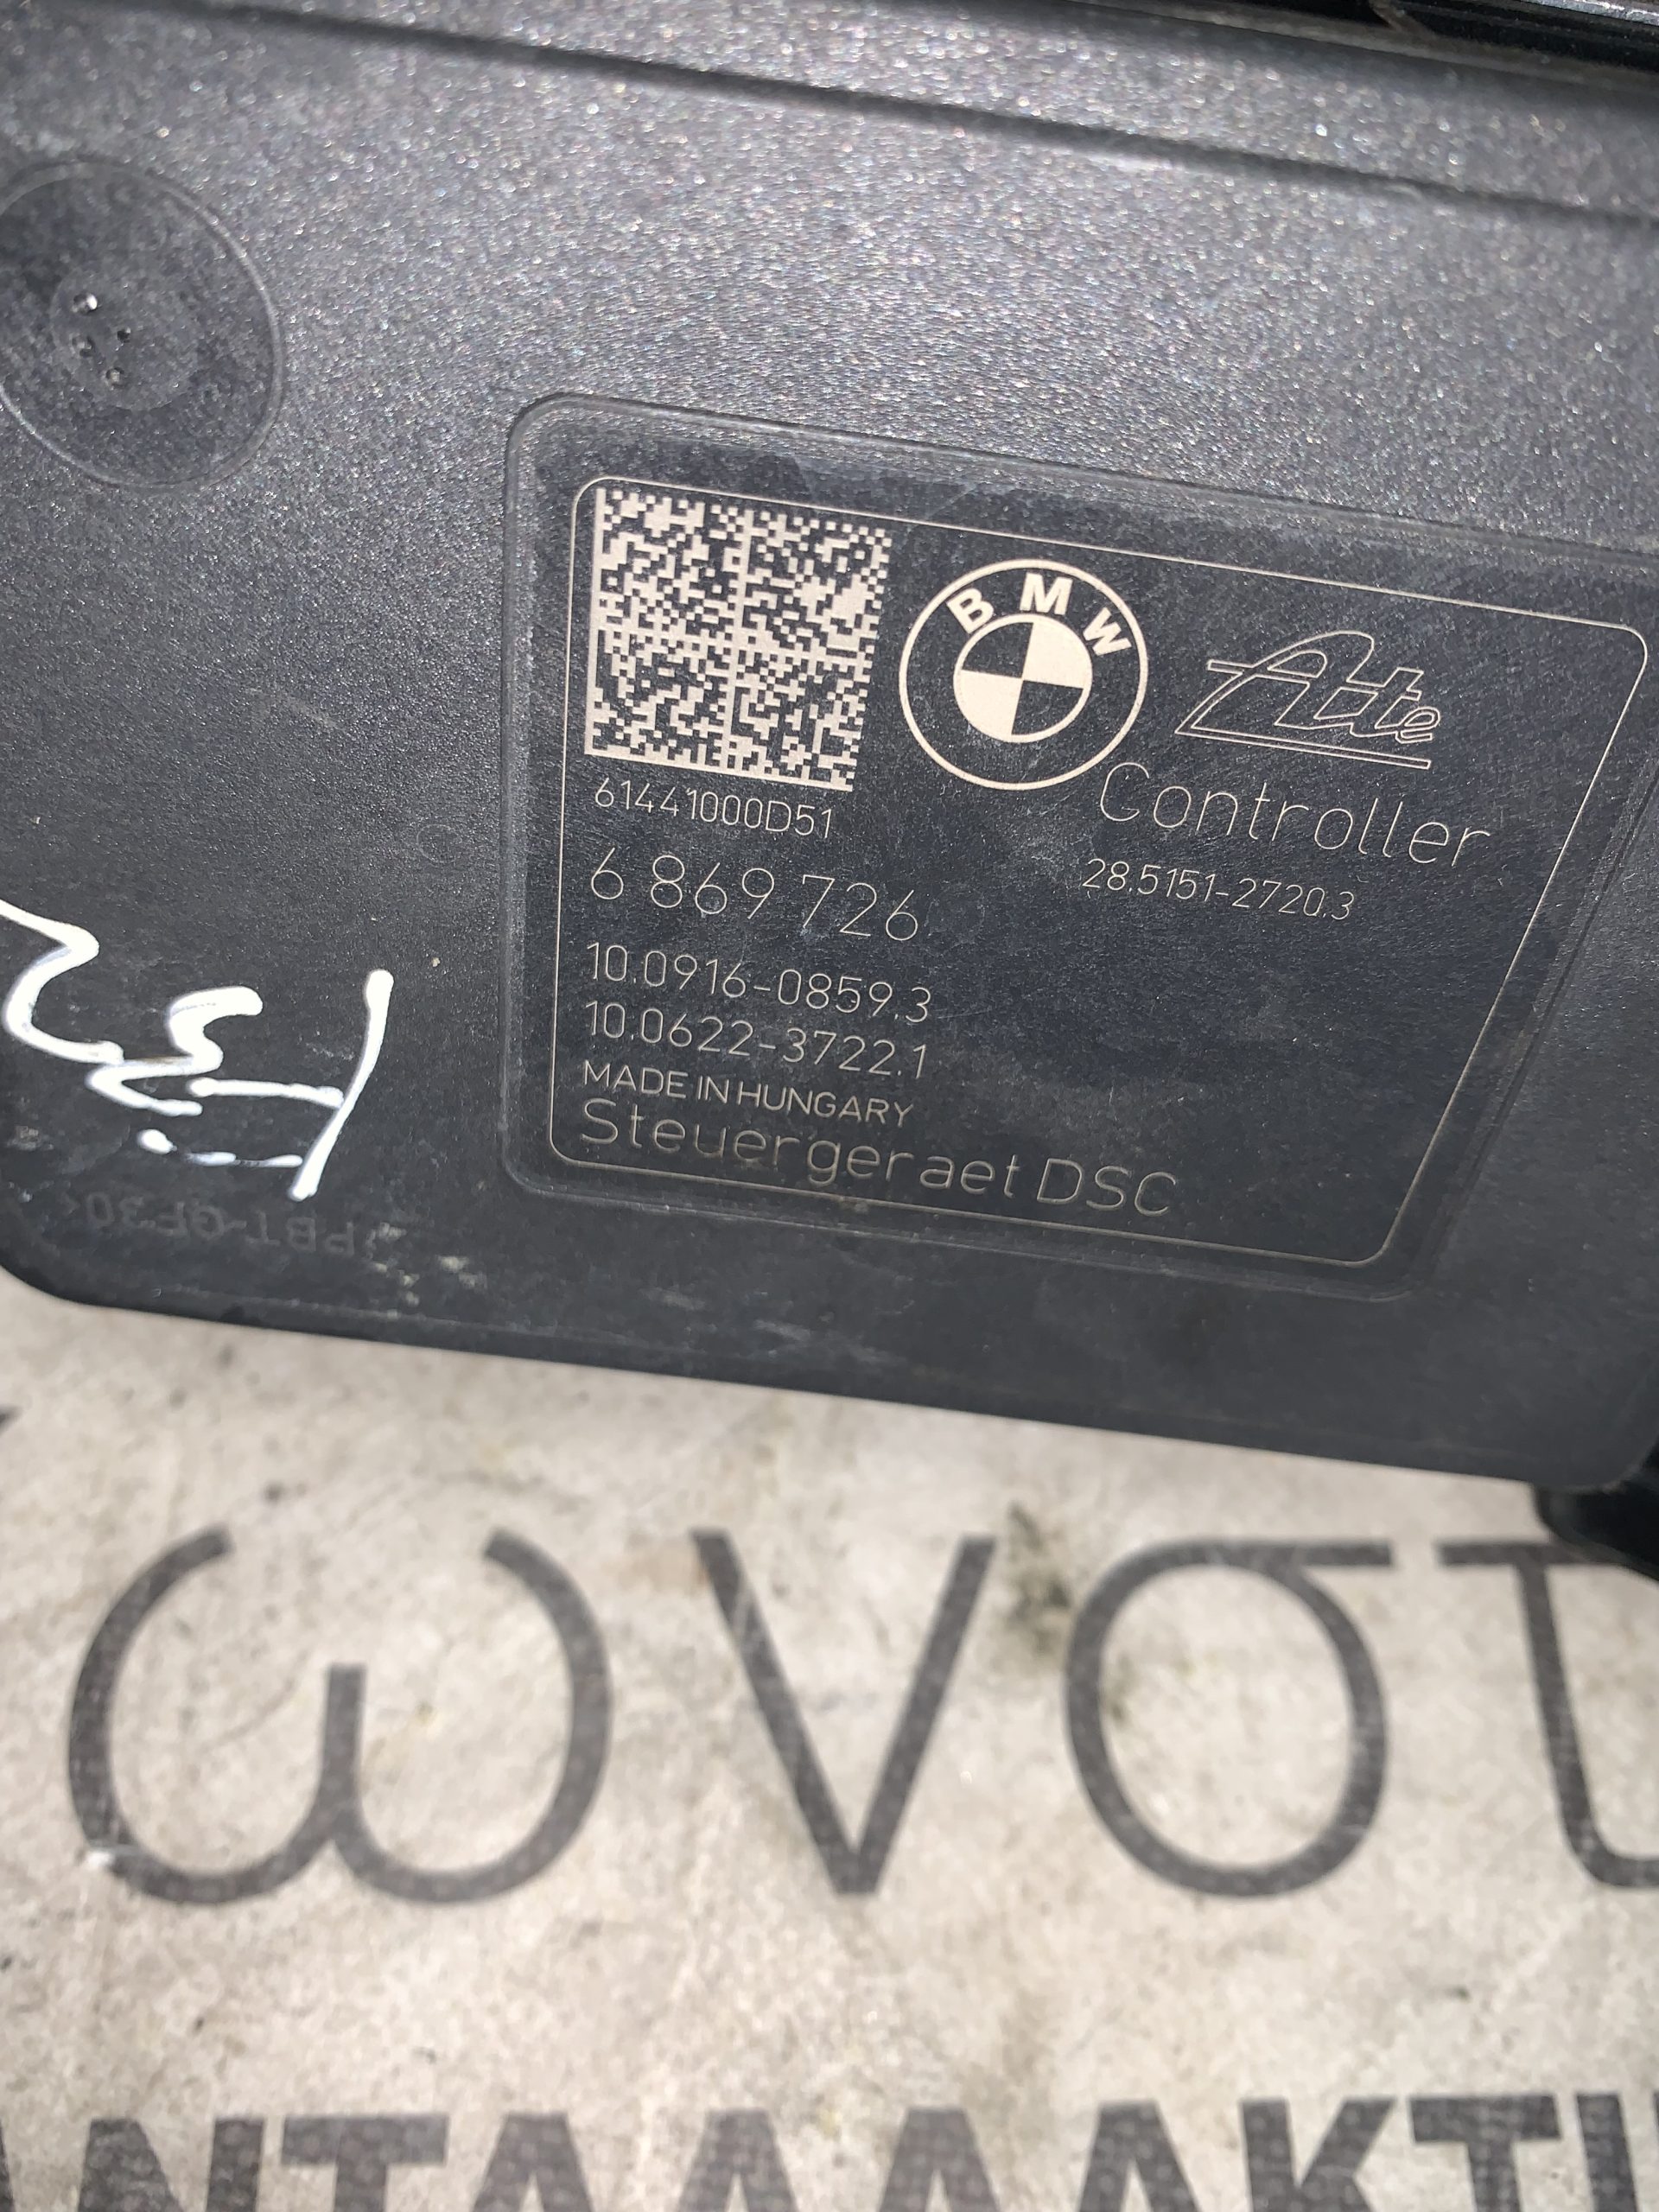 BMW
Ate
Controller
28.5151-2720.3
61441000D51
6 869 726
10.0916-0859.3
10.0622-3722.1
MADE IN HUNGARY
Steuergeraet DSC